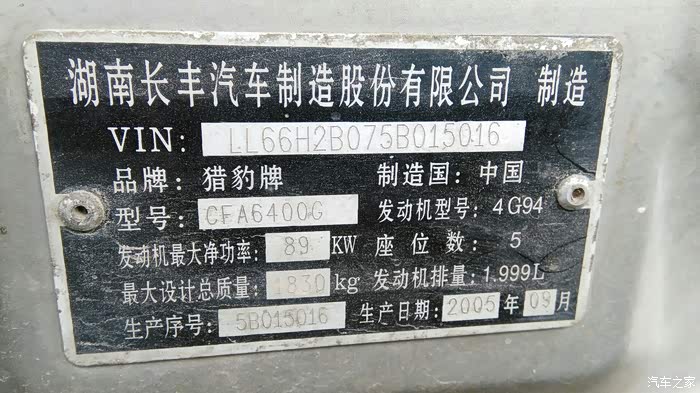 湖南长丰汽车制造股份有限公司 制造
VIN: LL66H2B075B015016
品牌: 猎豹牌 制造国: 中国
型号: CFA6400G 发动机型号: 4G94
发动机最大净功率: 89 KW 座位数: 5
最大设计总质量: 1830 kg 发动机排量: 1.999L
生产序号: 5B015016 生产日期: 2005 年 09 月
汽车之家